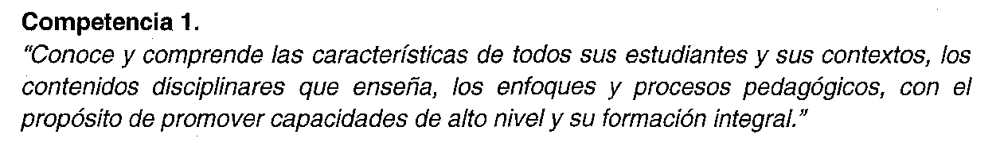 Competencia 1.
"Conoce y comprende las características de todos sus estudiantes y sus contextos, los
contenidos disciplinares que enseña, los enfoques y procesos pedagógicos, con el
propósito de promover capacidades de alto nivel y su formación integral."